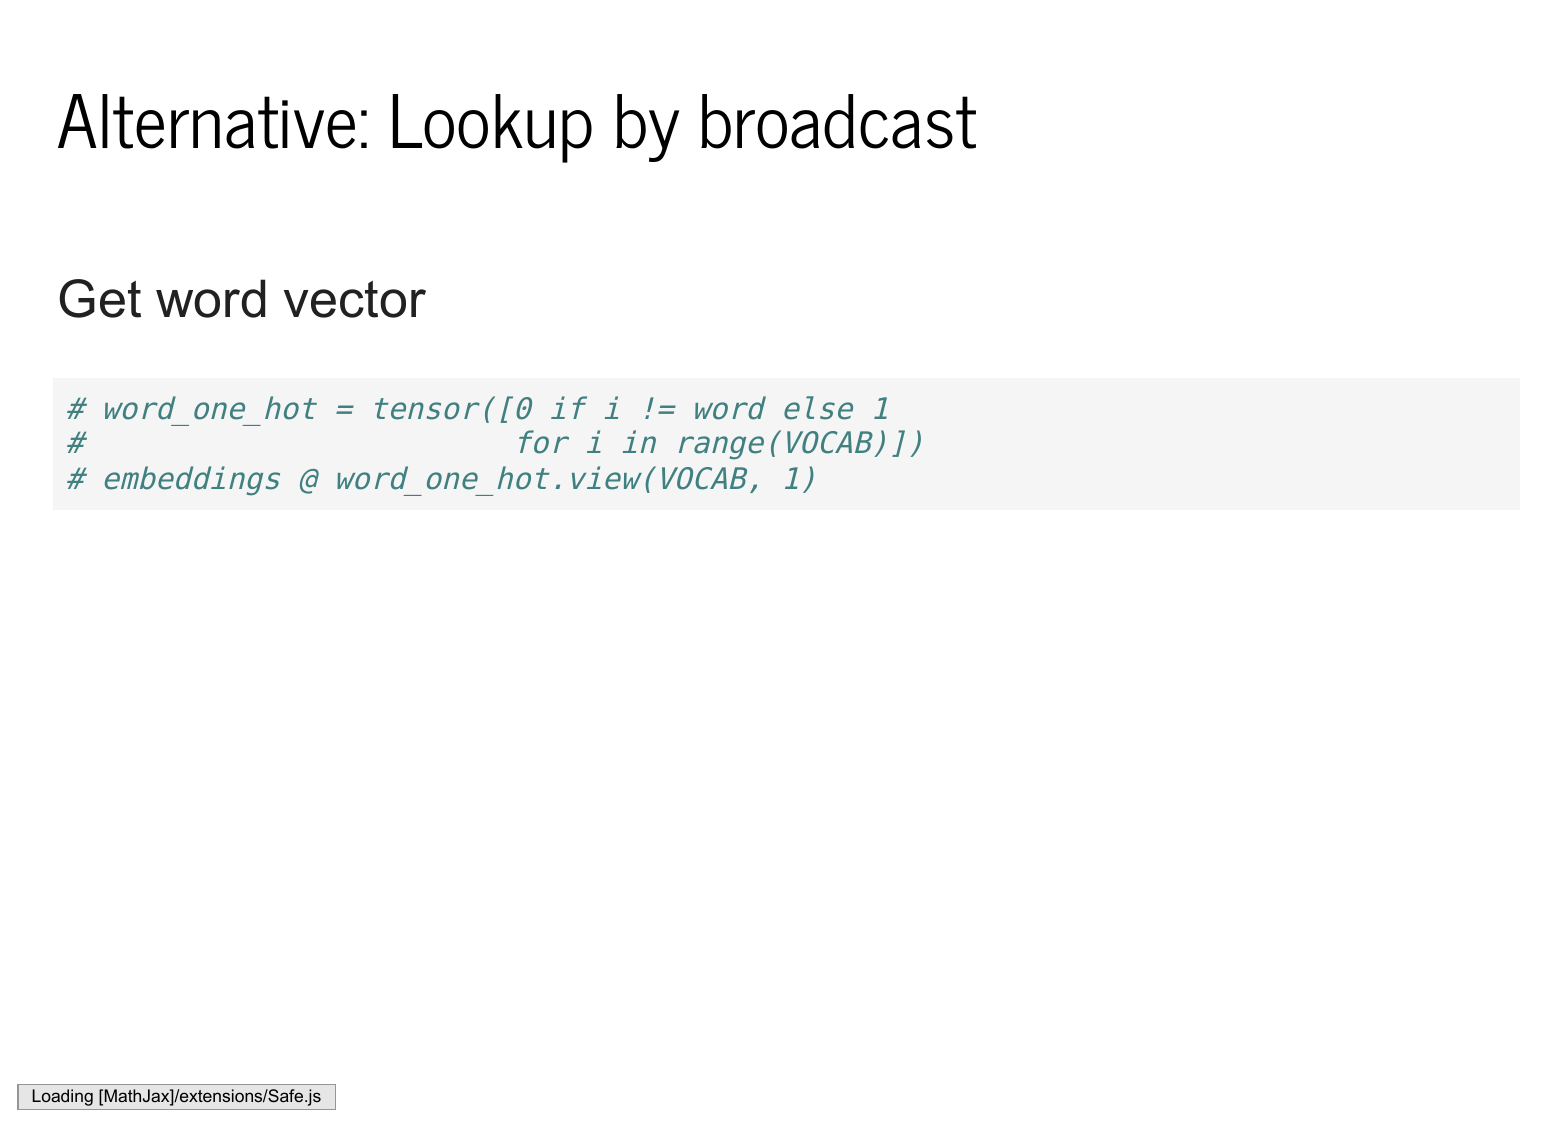 Alternative: Lookup by broadcast
Get word vector
# word_one_hot = tensor([0 if i != word else 1
#                        for i in range(VOCAB)])
# embeddings @ word_one_hot.view(VOCAB, 1)
Loading [MathJax]/extensions/Safe.js